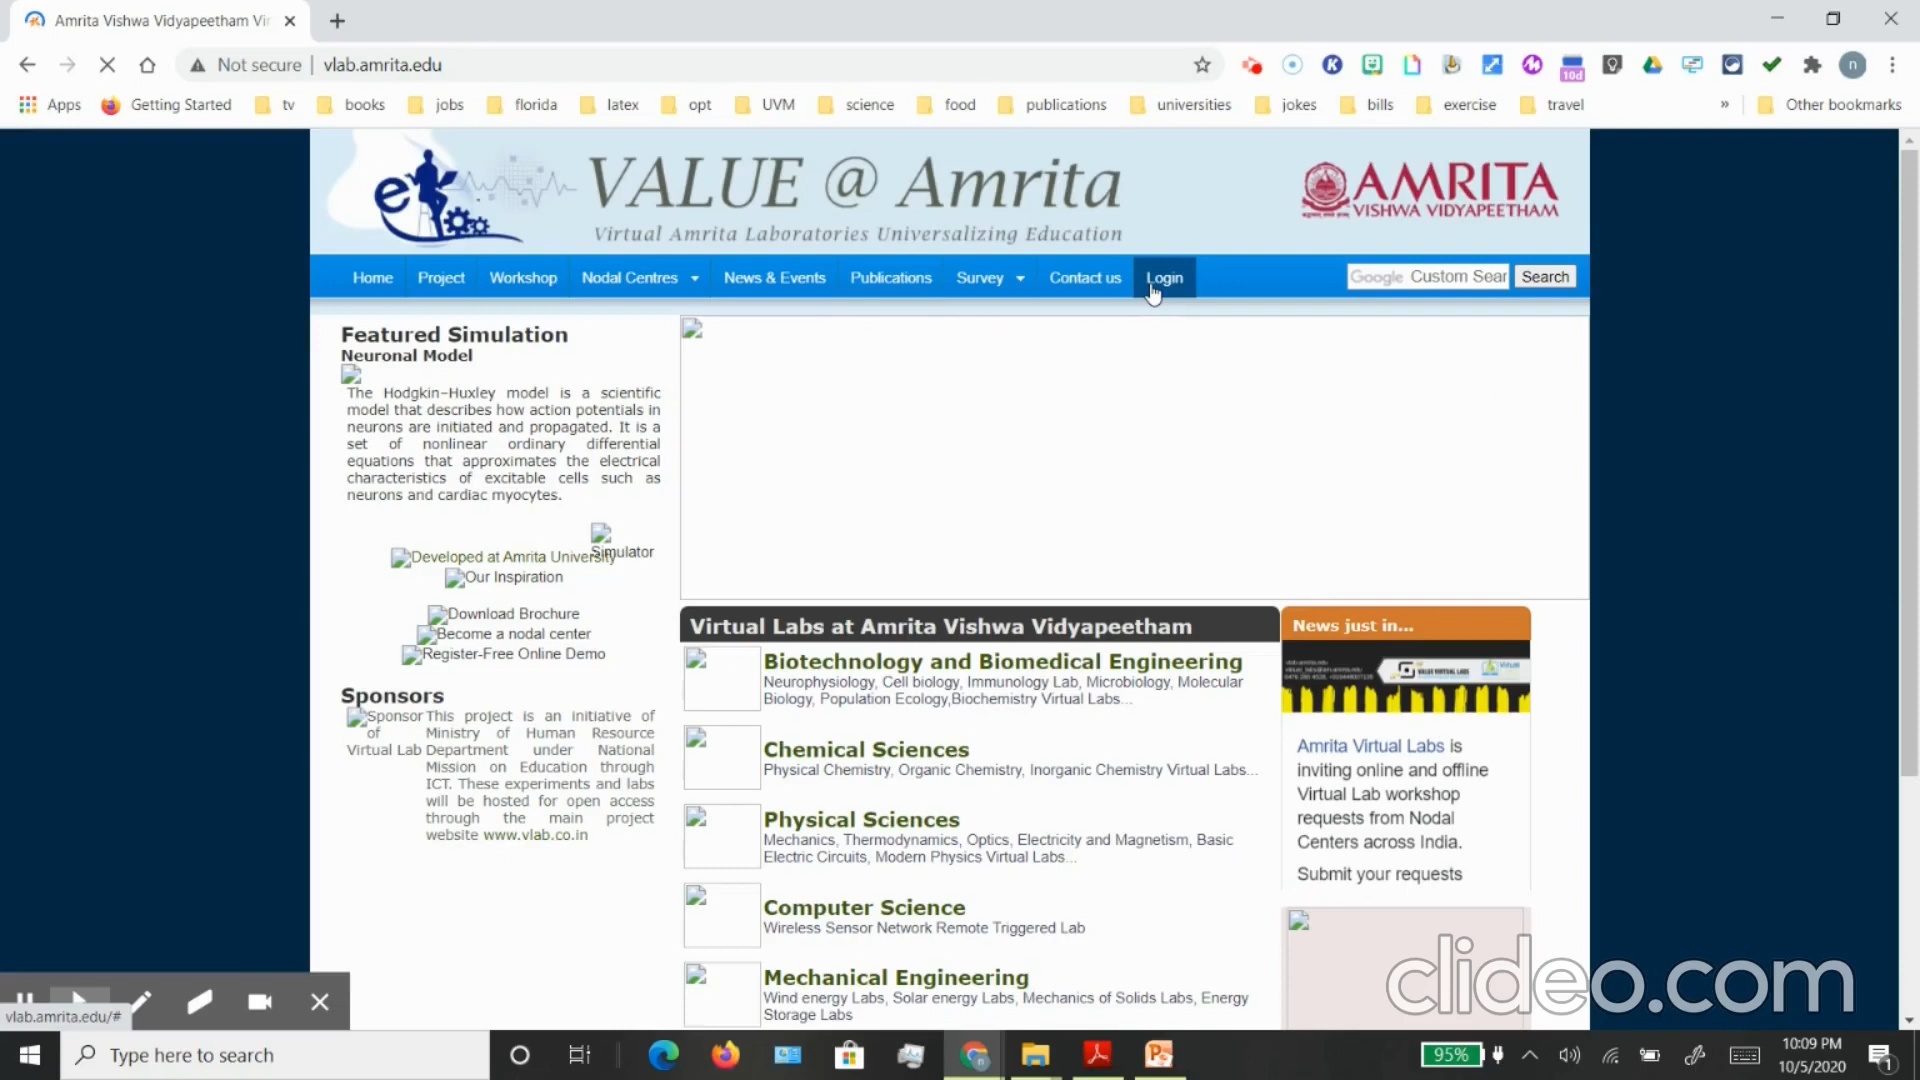 Amrita Vishwa Vidyapeetham Vir
Not secure | vlab.amrita.edu
10d
n
Apps Getting Started tv books jobs florida latex opt UVM science food publications universities jokes bills exercise travel » Other bookmarks
VALUE @ Amrita
Virtual Amrita Laboratories Universalizing Education
AMRITA
VISHWA VIDYAPEETHAM
Home Project Workshop Nodal Centres News & Events Publications Survey Contact us Login Google Custom Sear Search
Featured Simulation
Neuronal Model
The Hodgkin–Huxley model is a scientific
model that describes how action potentials in
neurons are initiated and propagated. It is a
set of nonlinear ordinary differential
equations that approximates the electrical
characteristics of excitable cells such as
neurons and cardiac myocytes.
Simulator
Developed at Amrita University
Our Inspiration
Download Brochure
Become a nodal center
Register-Free Online Demo
Sponsors
Sponsor
of
Virtual Lab
This project is an initiative of
Ministry of Human Resource
Department under National
Mission on Education through
ICT. These experiments and labs
will be hosted for open access
through the main project
website www.vlab.co.in
Virtual Labs at Amrita Vishwa Vidyapeetham
Biotechnology and Biomedical Engineering
Neurophysiology, Cell biology, Immunology Lab, Microbiology, Molecular
Biology, Population Ecology,Biochemistry Virtual Labs...
Chemical Sciences
Physical Chemistry, Organic Chemistry, Inorganic Chemistry Virtual Labs...
Physical Sciences
Mechanics, Thermodynamics, Optics, Electricity and Magnetism, Basic
Electric Circuits, Modern Physics Virtual Labs...
Computer Science
Wireless Sensor Network Remote Triggered Lab
Mechanical Engineering
Wind energy Labs, Solar energy Labs, Mechanics of Solids Labs, Energy
Storage Labs
News just in...
VALUE VIRTUAL LABS
Amrita Virtual Labs is
inviting online and offline
Virtual Lab workshop
requests from Nodal
Centers across India.
Submit your requests
clideo.com
vlab.amrita.edu/#
Type here to search
95%
10:09 PM
10/5/2020
1